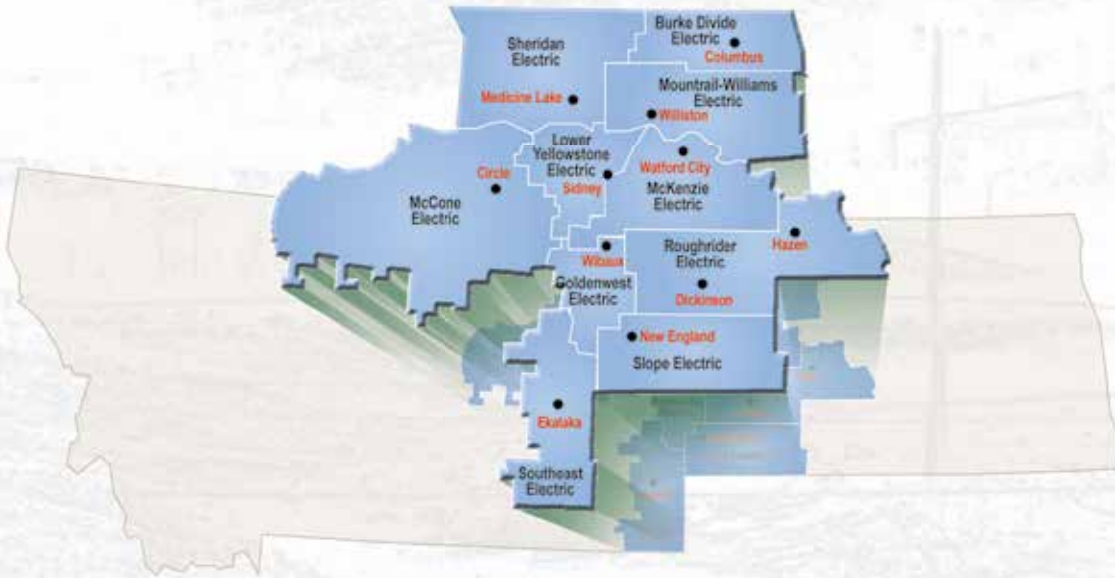 Burke Divide
Electric
Columbus
Sheridan
Electric
Medicine Lake
Mountrail-Williams
Electric
Williston
Lower
Yellowstone
Electric
Sidney
Watford City
McKenzie
Electric
Circle
McCone
Electric
Hazen
Wibaux
Goldenwest
Electric
Roughrider
Electric
Dickinson
New England
Slope Electric
Ekalaka
Southeast
Electric